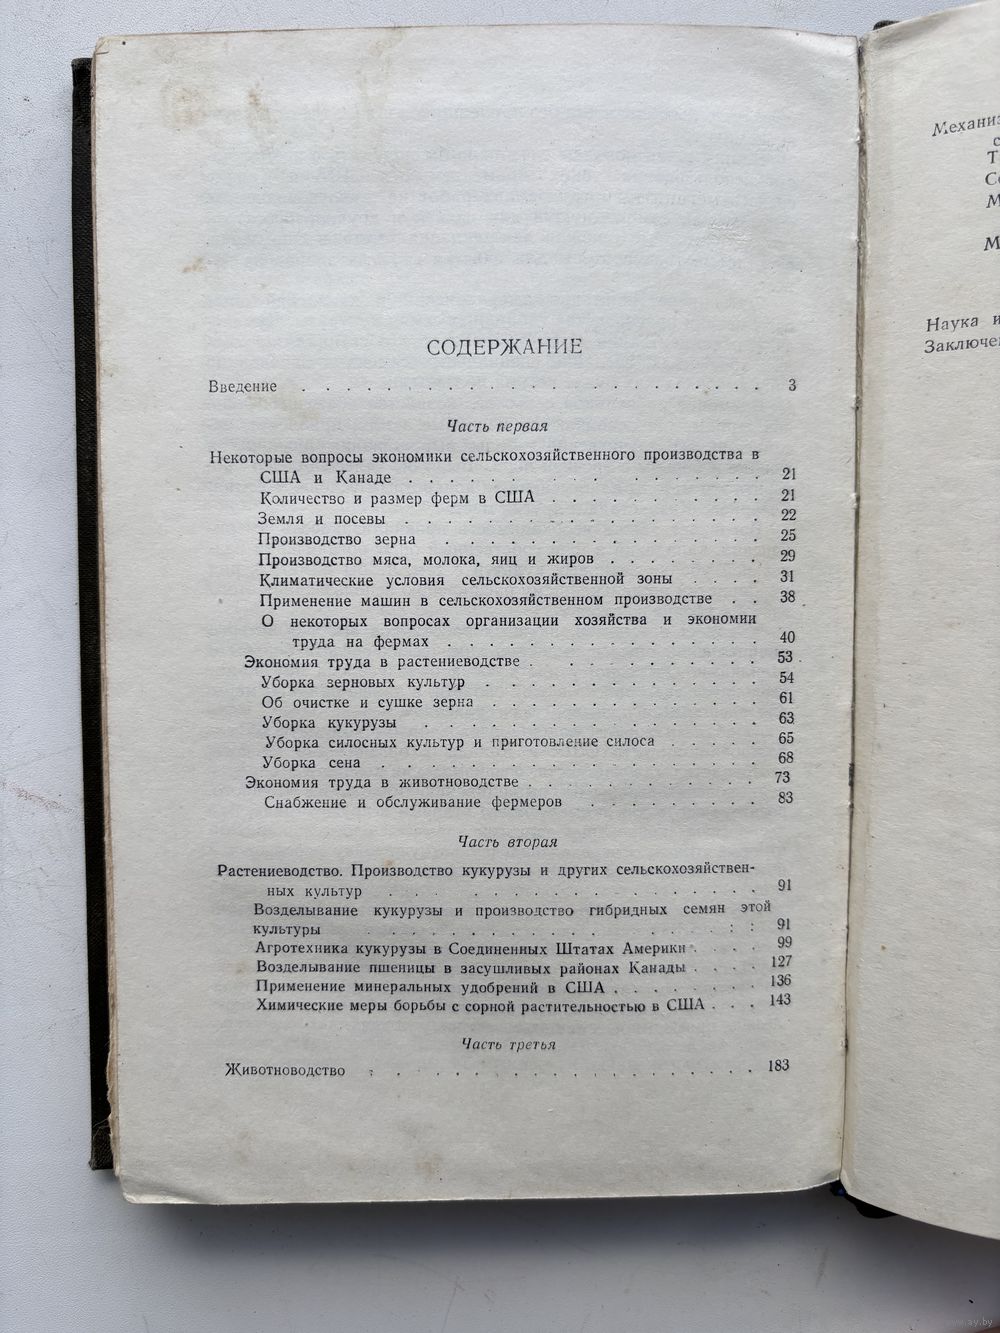 СОДЕРЖАНИЕ
Введение . . . . . . . . . . . . . . . . . . . . . . 3
Часть первая
Некоторые вопросы экономики сельскохозяйственного производства в
США и Канаде . . . . . . . . . . . . . . . . 21
Количество и размер ферм в США . . . . . . . . . . . 21
Земля и посевы . . . . . . . . . . . . . . . . . 22
Производство зерна . . . . . . . . . . . . . . . 25
Производство мяса, молока, яиц и жиров . . . . . . . . 29
Климатические условия сельскохозяйственной зоны . . . . 31
Применение машин в сельскохозяйственном производстве . . 38
О некоторых вопросах организации хозяйства и экономии
труда на фермах . . . . . . . . . . . . . . . 40
Экономия труда в растениеводстве . . . . . . . . . . . 53
Уборка зерновых культур . . . . . . . . . . . . . 54
Об очистке и сушке зерна . . . . . . . . . . . . . 61
Уборка кукурузы . . . . . . . . . . . . . . . . 63
Уборка силосных культур и приготовление силоса . . . . . 65
Уборка сена . . . . . . . . . . . . . . . . . . 68
Экономия труда в животноводстве . . . . . . . . . . . 73
Снабжение и обслуживание фермеров . . . . . . . . . 83
Часть вторая
Растениеводство. Производство кукурузы и других сельскохозяйствен-
ных культур . . . . . . . . . . . . . . . . . 91
Возделывание кукурузы и производство гибридных семян этой
культуры . . . . . . . . . . . . . . . . . . 91
Агротехника кукурузы в Соединенных Штатах Америки . . . . 99
Возделывание пшеницы в засушливых районах Канады . . . . 127
Применение минеральных удобрений в США . . . . . . . . 136
Химические меры борьбы с сорной растительностью в США . . . 143
Часть третья
Животноводство . . . . . . . . . . . . . . . . . . . 183
Механиз
с
Т
Со
М
М
Наука и
Заключе
www.ay.by